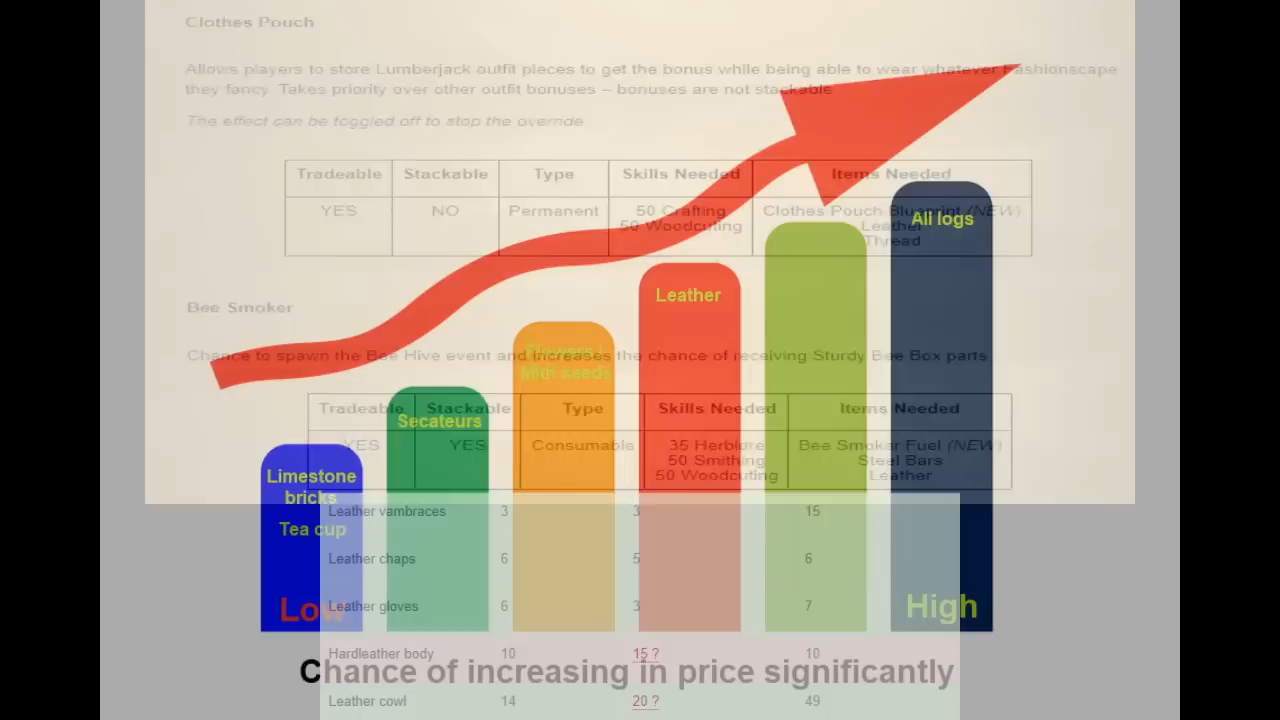 Clothes Pouch
Allows players to store Lumberjack outfit pieces to get the bonus while being able to wear whatever Fashionscape
they fancy. Takes priority over other outfit bonuses – bonuses are not stackable
The effect can be toggled off to stop the override
Tradeable Stackable Type Skills Needed Items Needed
YES NO Permanent 50 Crafting Clothes Pouch Blueprint (NEW)
50 Woodcuting Leather
Thread
All logs
Leather
Bee Smoker
Chance to spawn the Bee Hive event and increases the chance of receiving Sturdy Bee Box parts
Flowers /
Mith seeds
Tradeable Stackable Type Skills Needed Items Needed
Secateurs
YES YES Consumable 35 Herblore Bee Smoker Fuel (NEW)
50 Smithing Steel Bars
50 Woodcuting Leather
Limestone
bricks
Tea cup
Leather vambraces 3 3 15
Leather chaps 6 5 6
Leather gloves 6 3 7
Low
High
Hardleather body 10 15 ? 10
Chance of increasing in price significantly
Leather cowl 14 20 ? 49